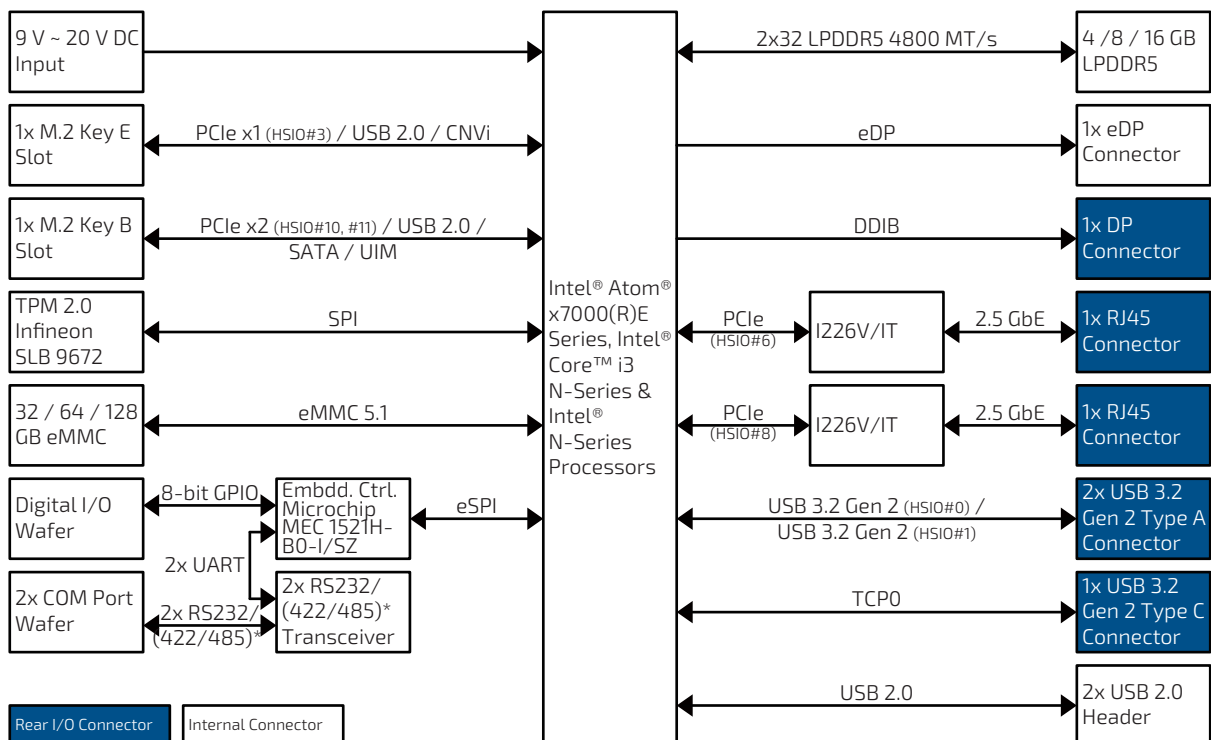 9 V ~ 20 V DC
Input
2x32 LPDDR5 4800 MT/s
4 /8 / 16 GB
LPDDR5
1x M.2 Key E
Slot
PCIe x1 (HSIO#3) / USB 2.0 / CNVi
eDP
1x eDP
Connector
1x M.2 Key B
Slot
PCIe x2 (HSIO#10, #11) / USB 2.0 /
SATA / UIM
DDIB
1x DP
Connector
TPM 2.0
Infineon
SLB 9672
SPI
Intel® Atom®
x7000(R)E
Series, Intel®
Core™ i3
N-Series &
Intel®
N-Series
Processors
PCIe
(HSIO#6)
I226V/IT
2.5 GbE
1x RJ45
Connector
32 / 64 / 128
GB eMMC
eMMC 5.1
PCIe
(HSIO#8)
I226V/IT
2.5 GbE
1x RJ45
Connector
Digital I/O
Wafer
8-bit GPIO
Embdd. Ctrl.
Microchip
MEC 1521H-
B0-I/SZ
eSPI
USB 3.2 Gen 2 (HSIO#0) /
USB 3.2 Gen 2 (HSIO#1)
2x USB 3.2
Gen 2 Type A
Connector
2x UART
2x COM Port
Wafer
2x RS232/
(422/485)*
2x RS232/
(422/485)*
Transceiver
TCP0
1x USB 3.2
Gen 2 Type C
Connector
USB 2.0
2x USB 2.0
Header
Rear I/O Connector
Internal Connector